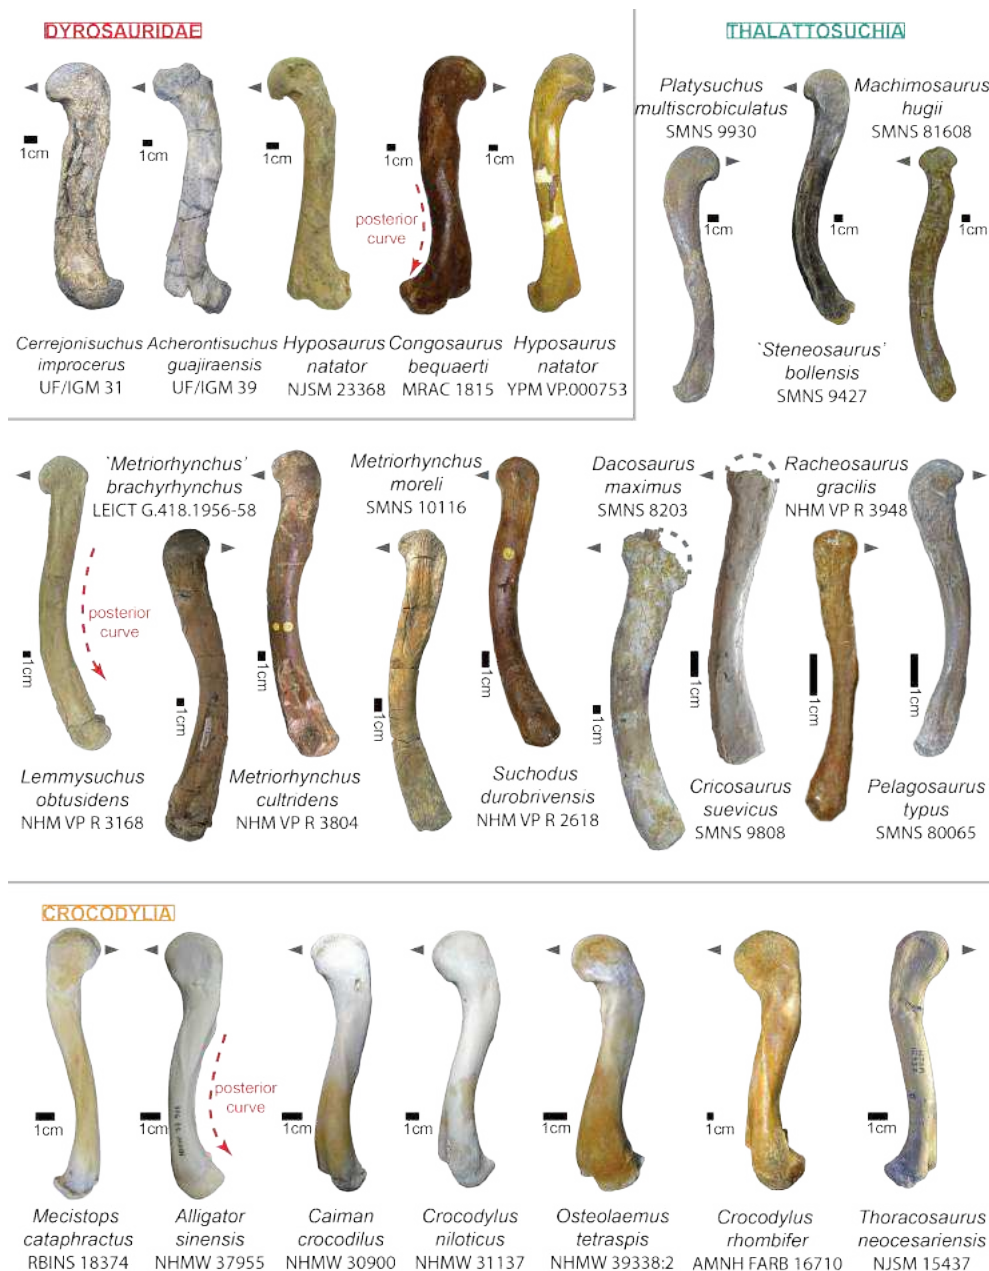 DYROSAURIDAE
1cm
1cm
1cm
1cm
1cm
posterior
curve
Cerrejonisuchus
improcerus
UF/IGM 31
Acherontisuchus
guajiraensis
UF/IGM 39
Hyposaurus
natator
NJSM 23368
Congosaurus
bequaerti
MRAC 1815
Hyposaurus
natator
YPM VP.000753
THALATTOSUCHIA
Platysuchus
multiscrobiculatus
SMNS 9930
Machimosaurus
hugii
SMNS 81608
1cm
1cm
1cm
'Steneosaurus'
bollensis
SMNS 9427
'Metriorhynchus'
brachyrhynchus
LEICT G.418.1956-58
Metriorhynchus
moreli
SMNS 10116
Dacosaurus
maximus
SMNS 8203
Racheosaurus
gracilis
NHM VP R 3948
posterior
curve
1cm
1cm
1cm
1cm
1cm
1cm
1cm
1cm
1cm
Lemmysuchus
obtusidens
NHM VP R 3168
Metriorhynchus
cultridens
NHM VP R 3804
Suchodus
durobrivensis
NHM VP R 2618
Cricosaurus
suevicus
SMNS 9808
Pelagosaurus
typus
SMNS 80065
CROCODYLIA
posterior
curve
1cm
1cm
1cm
1cm
1cm
1cm
1cm
Mecistops
cataphractus
RBINS 18374
Alligator
sinensis
NHMW 37955
Caiman
crocodilus
NHMW 30900
Crocodylus
niloticus
NHMW 31137
Osteolaemus
tetraspis
NHMW 39338:2
Crocodylus
rhombifer
AMNH FARB 16710
Thoracosaurus
neocesariensis
NJSM 15437